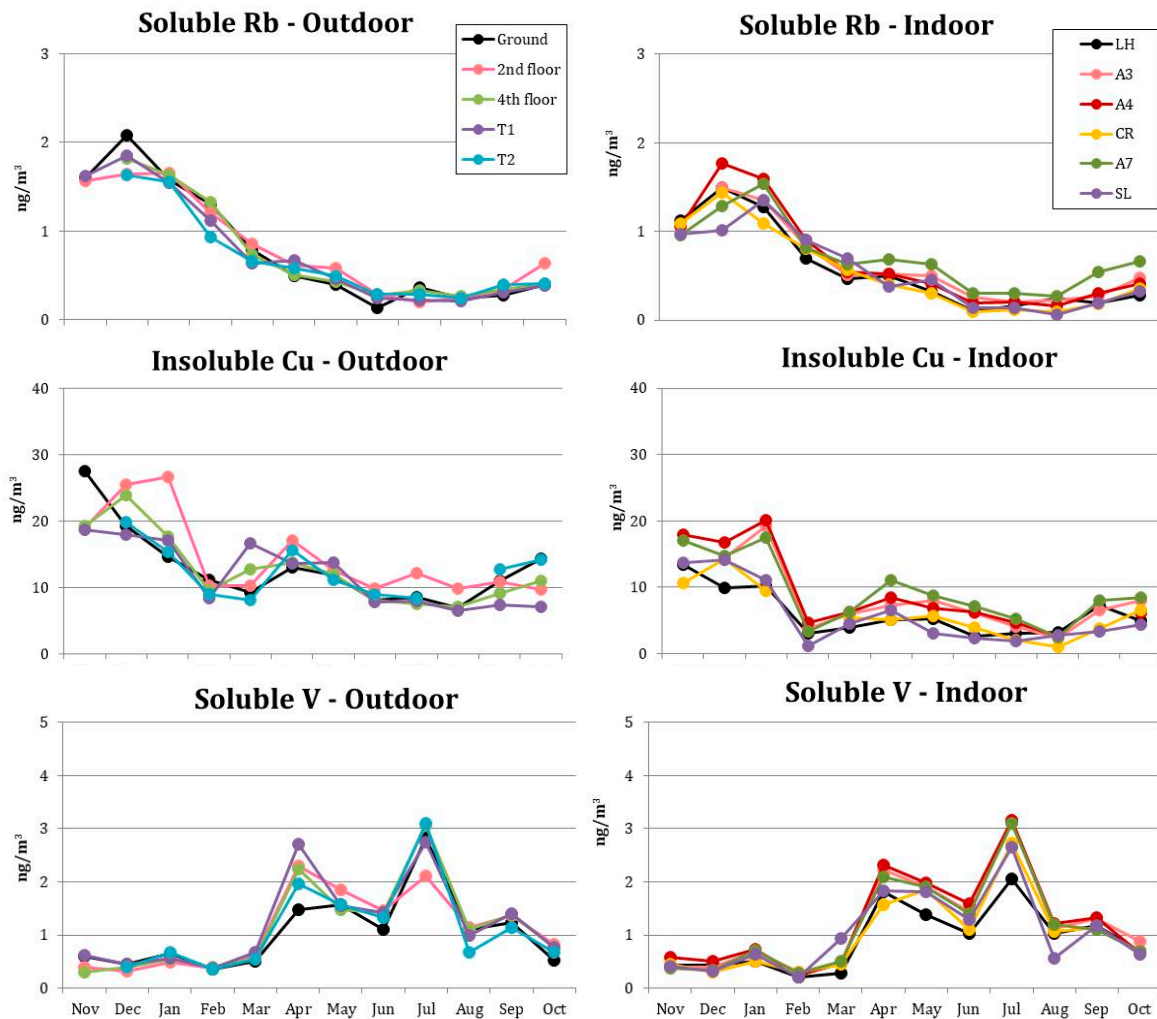 Soluble Rb - Outdoor
ng/m³
3
2
1
0
Ground
2nd floor
4th floor
T1
T2
Soluble Rb - Indoor
ng/m³
3
2
1
0
LH
A3
A4
CR
A7
SL
Insoluble Cu - Outdoor
ng/m³
40
30
20
10
0
Insoluble Cu - Indoor
ng/m³
40
30
20
10
0
Soluble V - Outdoor
ng/m³
5
4
3
2
1
0
Nov Dec Jan Feb Mar Apr May Jun Jul Aug Sep Oct
Soluble V - Indoor
ng/m³
5
4
3
2
1
0
Nov Dec Jan Feb Mar Apr May Jun Jul Aug Sep Oct